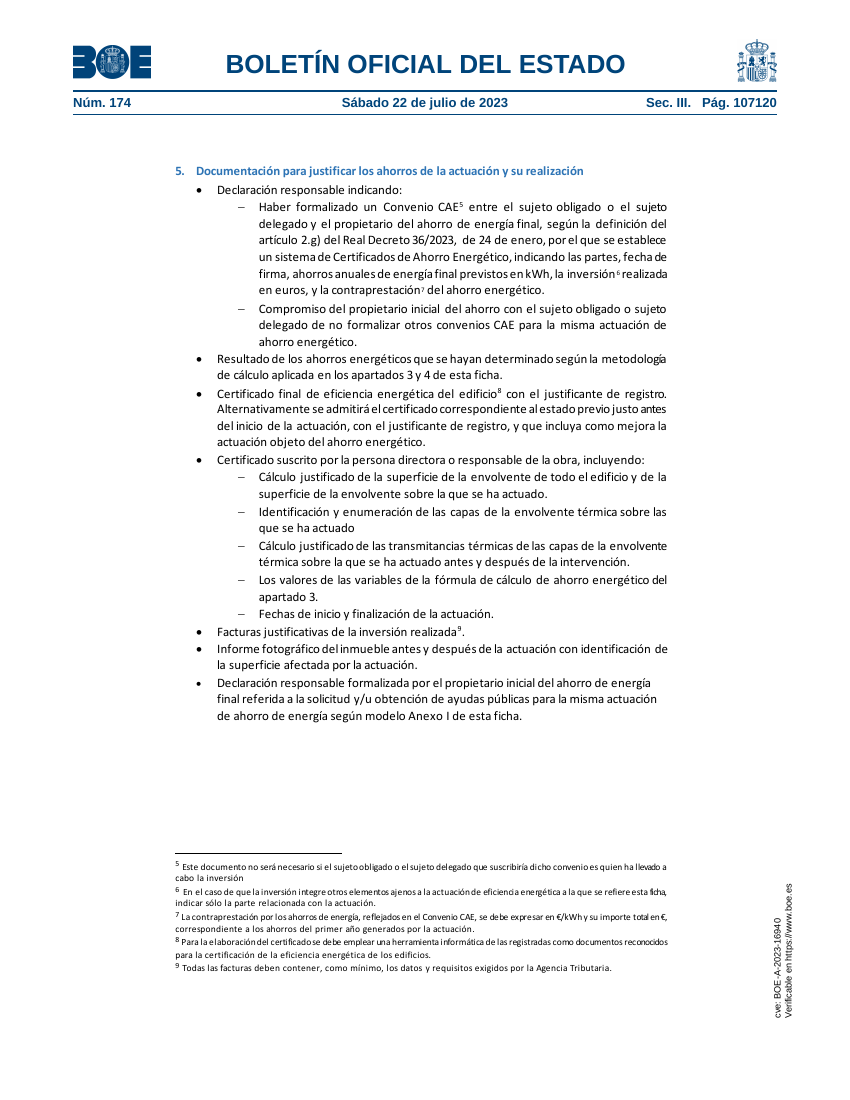 BOE
BOLETÍN OFICIAL DEL ESTADO
Núm. 174 Sábado 22 de julio de 2023 Sec. III. Pág. 107120
5. Documentación para justificar los ahorros de la actuación y su realización
• Declaración responsable indicando:
– Haber formalizado un Convenio CAE⁵ entre el sujeto obligado o el sujeto
delegado y el propietario del ahorro de energía final, según la definición del
artículo 2.g) del Real Decreto 36/2023, de 24 de enero, por el que se establece
un sistema de Certificados de Ahorro Energético, indicando las partes, fecha de
firma, ahorros anuales de energía final previstos en kWh, la inversión⁶ realizada
en euros, y la contraprestación⁷ del ahorro energético.
– Compromiso del propietario inicial del ahorro con el sujeto obligado o sujeto
delegado de no formalizar otros convenios CAE para la misma actuación de
ahorro energético.
• Resultado de los ahorros energéticos que se hayan determinado según la metodología
de cálculo aplicada en los apartados 3 y 4 de esta ficha.
• Certificado final de eficiencia energética del edificio⁸ con el justificante de registro.
Alternativamente se admitirá el certificado correspondiente al estado previo justo antes
del inicio de la actuación, con el justificante de registro, y que incluya como mejora la
actuación objeto del ahorro energético.
• Certificado suscrito por la persona directora o responsable de la obra, incluyendo:
– Cálculo justificado de la superficie de la envolvente de todo el edificio y de la
superficie de la envolvente sobre la que se ha actuado.
– Identificación y enumeración de las capas de la envolvente térmica sobre las
que se ha actuado
– Cálculo justificado de las transmitancias térmicas de las capas de la envolvente
térmica sobre la que se ha actuado antes y después de la intervención.
– Los valores de las variables de la fórmula de cálculo de ahorro energético del
apartado 3.
– Fechas de inicio y finalización de la actuación.
• Facturas justificativas de la inversión realizada⁹.
• Informe fotográfico del inmueble antes y después de la actuación con identificación de
la superficie afectada por la actuación.
• Declaración responsable formalizada por el propietario inicial del ahorro de energía
final referida a la solicitud y/u obtención de ayudas públicas para la misma actuación
de ahorro de energía según modelo Anexo I de esta ficha.
⁵ Este documento no será necesario si el sujeto obligado o el sujeto delegado que suscribiría dicho convenio es quien ha llevado a
cabo la inversión
⁶ En el caso de que la inversión integre otros elementos ajenos a la actuación de eficiencia energética a la que se refiere esta ficha,
indicar sólo la parte relacionada con la actuación.
⁷ La contraprestación por los ahorros de energía, reflejados en el Convenio CAE, se debe expresar en €/kWh y su importe total en €,
correspondiente a los ahorros del primer año generados por la actuación.
⁸ Para la elaboración del certificado se debe emplear una herramienta informática de las registradas como documentos reconocidos
para la certificación de la eficiencia energética de los edificios.
⁹ Todas las facturas deben contener, como mínimo, los datos y requisitos exigidos por la Agencia Tributaria.
cve: BOE-A-2023-16940
Verificable en https://www.boe.es